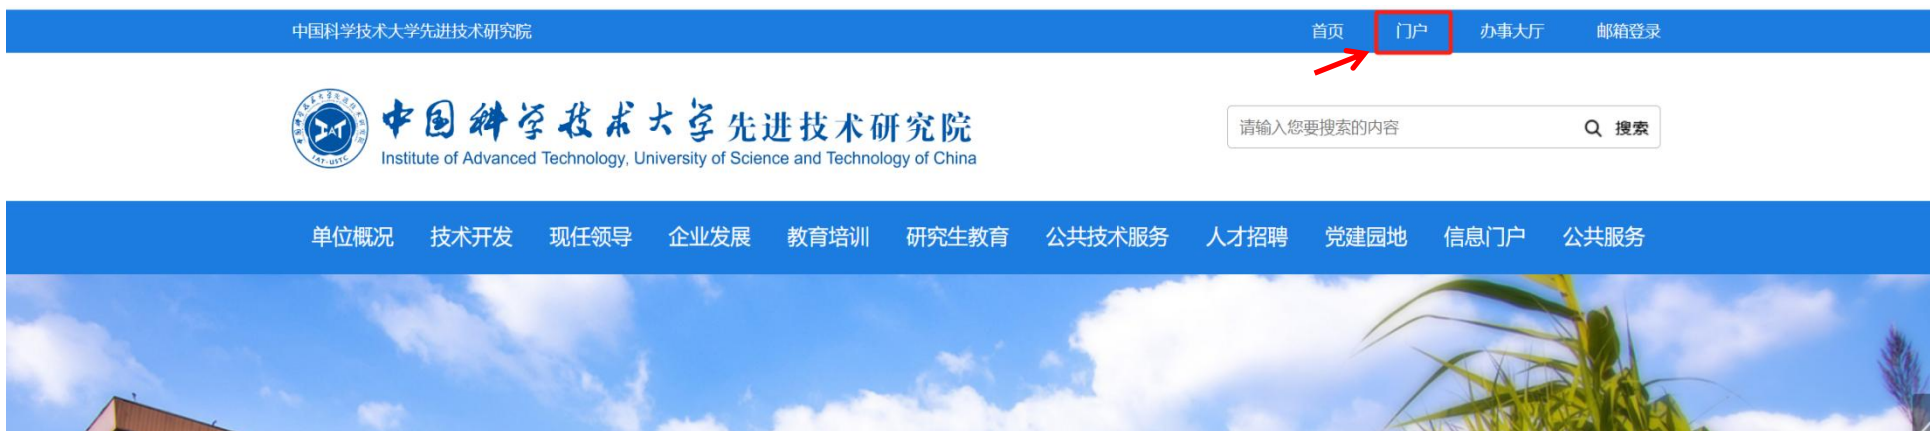 中国科学技术大学先进技术研究院
首页 门户 办事大厅 邮箱登录
中国科学技术大学先进技术研究院
Institute of Advanced Technology, University of Science and Technology of China
IAT
IAT-USTC
请输入您要搜索的内容 搜索
单位概况 技术开发 现任领导 企业发展 教育培训 研究生教育 公共技术服务 人才招聘 党建园地 信息门户 公共服务